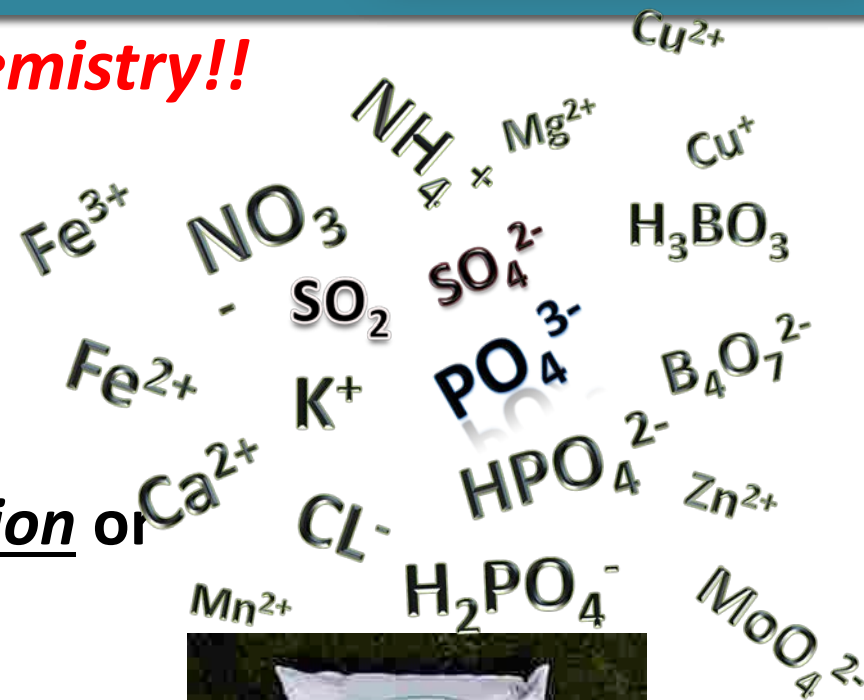 emistry!!
Cu²⁺
NH₄⁺
Mg²⁺
Cu⁺
Fe³⁺
NO₃⁻
SO₄²⁻
H₃BO₃
SO₂
PO₄³⁻
B₄O₇²⁻
Fe²⁺
K⁺
Ca²⁺
HPO₄²⁻
Zn²⁺
ion or
CL⁻
Mn²⁺
H₂PO₄⁻
MoO₄²⁻